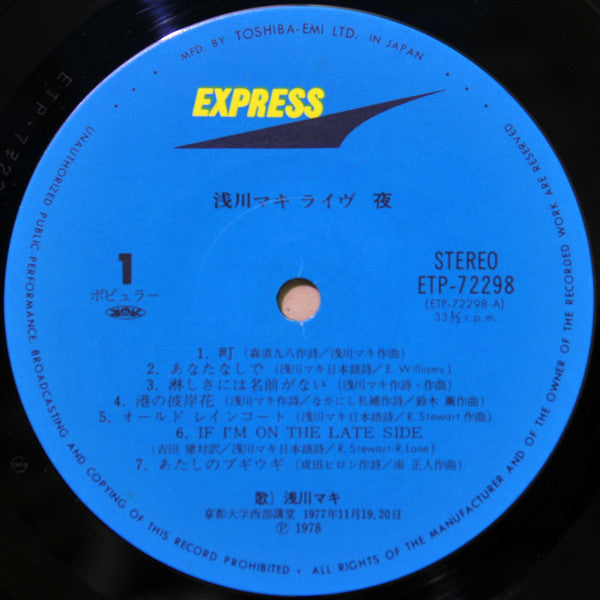 MFD. BY TOSHIBA-EMI LTD. IN JAPAN
EXPRESS
浅川マキ ライヴ 夜
1
ポピュラー
STEREO
ETP-72298
(ETP-72298-A)
33⅓ r.p.m.
1. 町 (森須九八作詩/浅川マキ作曲)
2. あなたなしで (浅川マキ日本語詩/E. Williams)
3. 淋しさには名前がない (浅川マキ作詩・作曲)
4. 港の彼岸花 (浅川マキ作詩/なかにし礼補作詩/鈴木 薫作曲)
5. オールド レインコート (浅川マキ日本語詩/R. Stewart 作曲)
6. IF I'M ON THE LATE SIDE
(吉田 建対訳/浅川マキ日本語詩/R. Stewart-R. Lane)
7. あたしのブギウギ (成田ヒロシ作詩/南 正人作曲)
歌) 浅川マキ
京都大学西部講堂 1977年11月19, 20日
Ⓟ 1978
UNAUTHORIZED PUBLIC PERFORMANCE, BROADCASTING AND COPYING OF THIS RECORD PROHIBITED • ALL RIGHTS OF THE MANUFACTURER AND OF THE OWNER OF THE RECORDED WORK ARE RESERVED